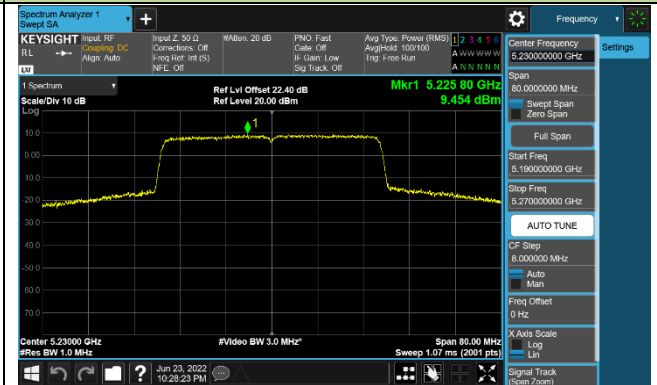 Spectrum Analyzer 1
Swept SA
+
Frequency
KEYSIGHT
RL
LXI
Input: RF
Coupling: DC
Align: Auto
Input Z: 50 Ω
Corrections: Off
Freq Ref: Int (S)
NFE: Off
#Atten: 20 dB
PNO: Fast
Gate: Off
IF Gain: Low
Sig Track: Off
Avg Type: Power (RMS)
Avg|Hold: 100/100
Trig: Free Run
1 2 3 4 5 6
A W W W W W
A N N N N N
Center Frequency
5.230000000 GHz
Settings
Span
80.0000000 MHz
Swept Span
Zero Span
Full Span
Start Freq
5.190000000 GHz
Stop Freq
5.270000000 GHz
AUTO TUNE
CF Step
8.000000 MHz
Auto
Man
Freq Offset
0 Hz
X Axis Scale
Log
Lin
Signal Track
(Span Zoom)
1 Spectrum
Scale/Div 10 dB
Log
Ref Lvl Offset 22.40 dB
Ref Level 20.00 dBm
Mkr1 5.225 80 GHz
9.454 dBm
1
10.0
0.00
10.0
20.0
30.0
40.0
50.0
60.0
70.0
Center 5.23000 GHz
#Res BW 1.0 MHz
#Video BW 3.0 MHz*
Span 80.00 MHz
Sweep 1.07 ms (2001 pts)
?
Jun 23, 2022
10:28:23 PM